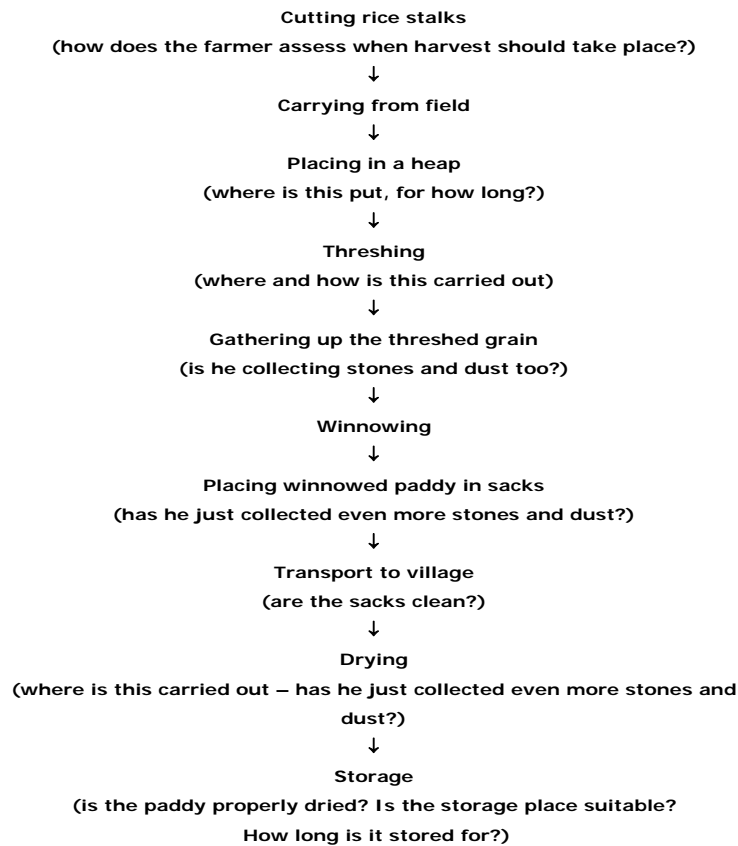 Cutting rice stalks
(how does the farmer assess when harvest should take place?)
↓
Carrying from field
↓
Placing in a heap
(where is this put, for how long?)
↓
Threshing
(where and how is this carried out)
↓
Gathering up the threshed grain
(is he collecting stones and dust too?)
↓
Winnowing
↓
Placing winnowed paddy in sacks
(has he just collected even more stones and dust?)
↓
Transport to village
(are the sacks clean?)
↓
Drying
(where is this carried out – has he just collected even more stones and
dust?)
↓
Storage
(is the paddy properly dried? Is the storage place suitable?
How long is it stored for?)